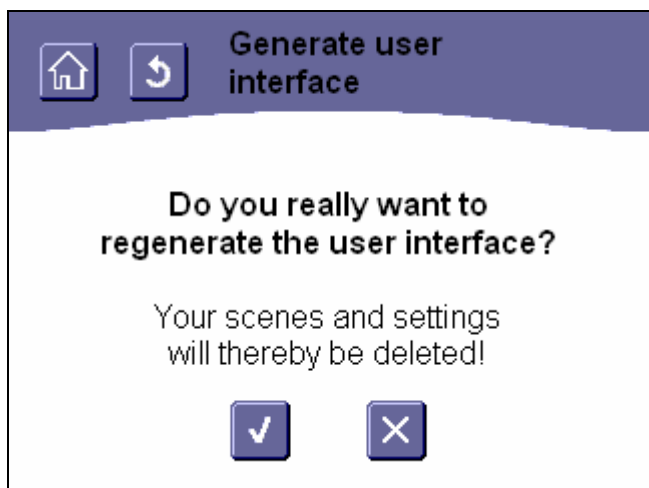 Generate user
interface
Do you really want to
regenerate the user interface?
Your scenes and settings
will thereby be deleted!